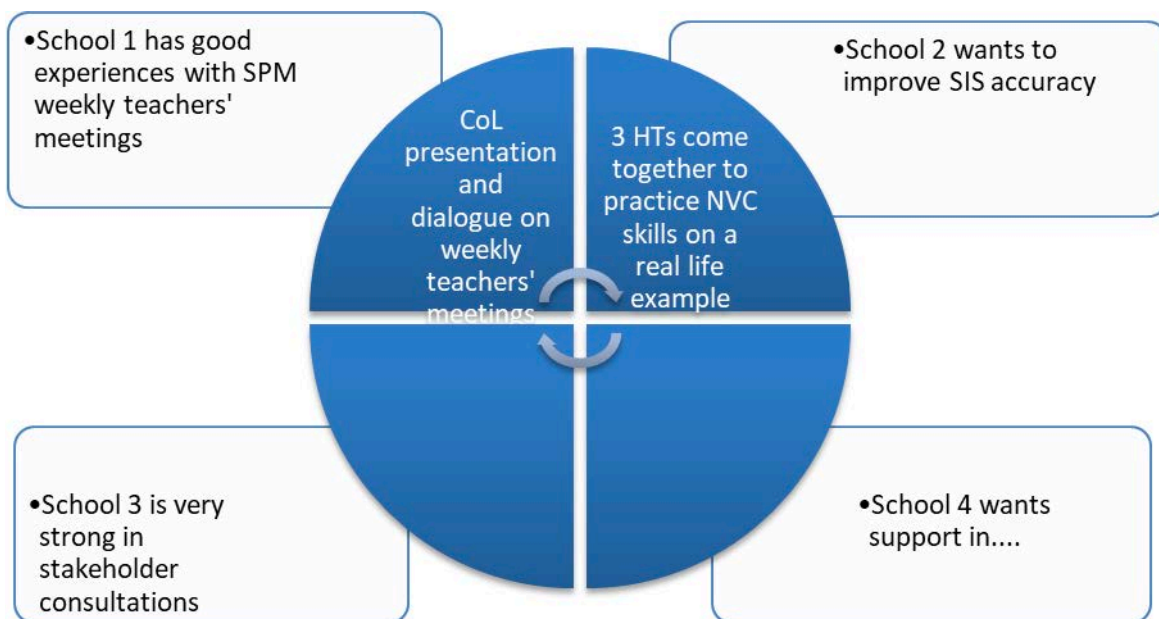 •School 1 has good
experiences with SPM
weekly teachers'
meetings
CoL
presentation
and
dialogue on
weekly
teachers'
meetings
3 HTs come
together to
practice NVC
skills on a
real life
example
•School 2 wants to
improve SIS accuracy
•School 3 is very
strong in
stakeholder
consultations
•School 4 wants
support in....